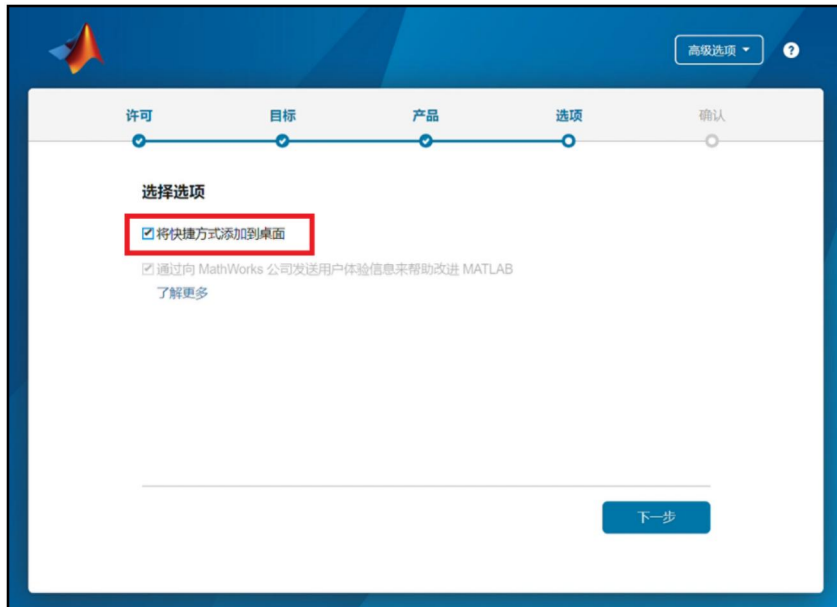 高级选项
?
许可 目标 产品 选项 确认
选择选项
将快捷方式添加到桌面
通过向 MathWorks 公司发送用户体验信息来帮助改进 MATLAB
了解更多
下一步